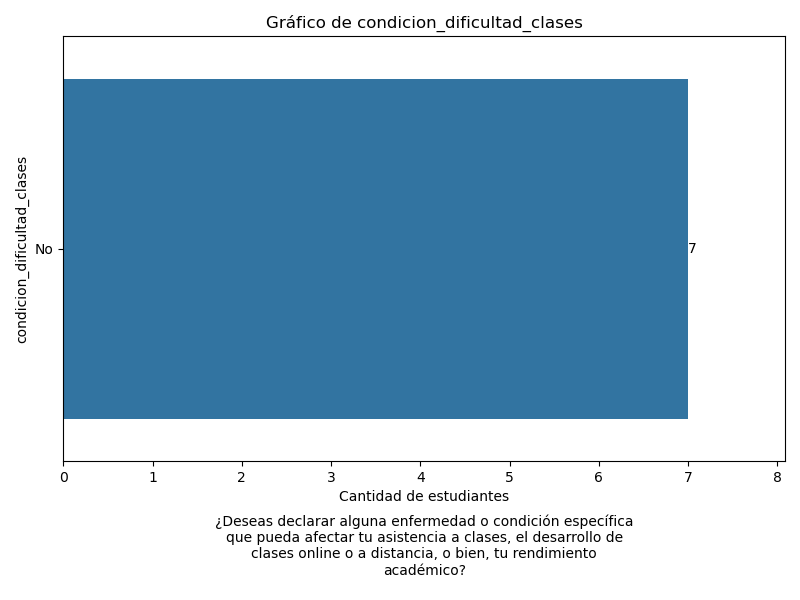 Gráfico de condicion_dificultad_clases
condicion_dificultad_clases
No
7
0 1 2 3 4 5 6 7 8
Cantidad de estudiantes
¿Deseas declarar alguna enfermedad o condición específica
que pueda afectar tu asistencia a clases, el desarrollo de
clases online o a distancia, o bien, tu rendimiento
académico?